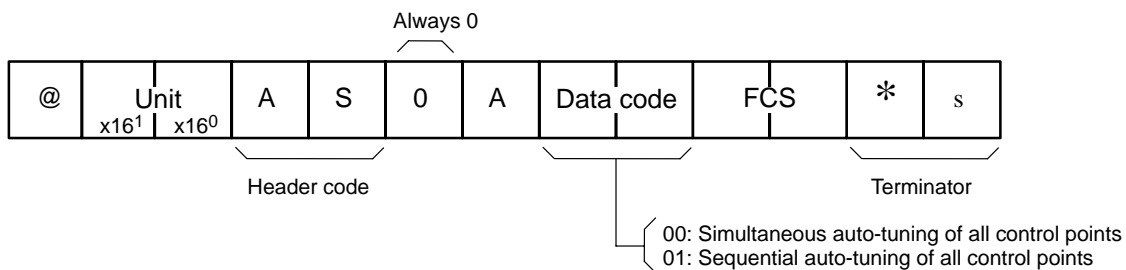 Always 0
@ Unit A S 0 A Data code FCS * s
x16¹ x16⁰
Header code Terminator
00: Simultaneous auto-tuning of all control points
01: Sequential auto-tuning of all control points